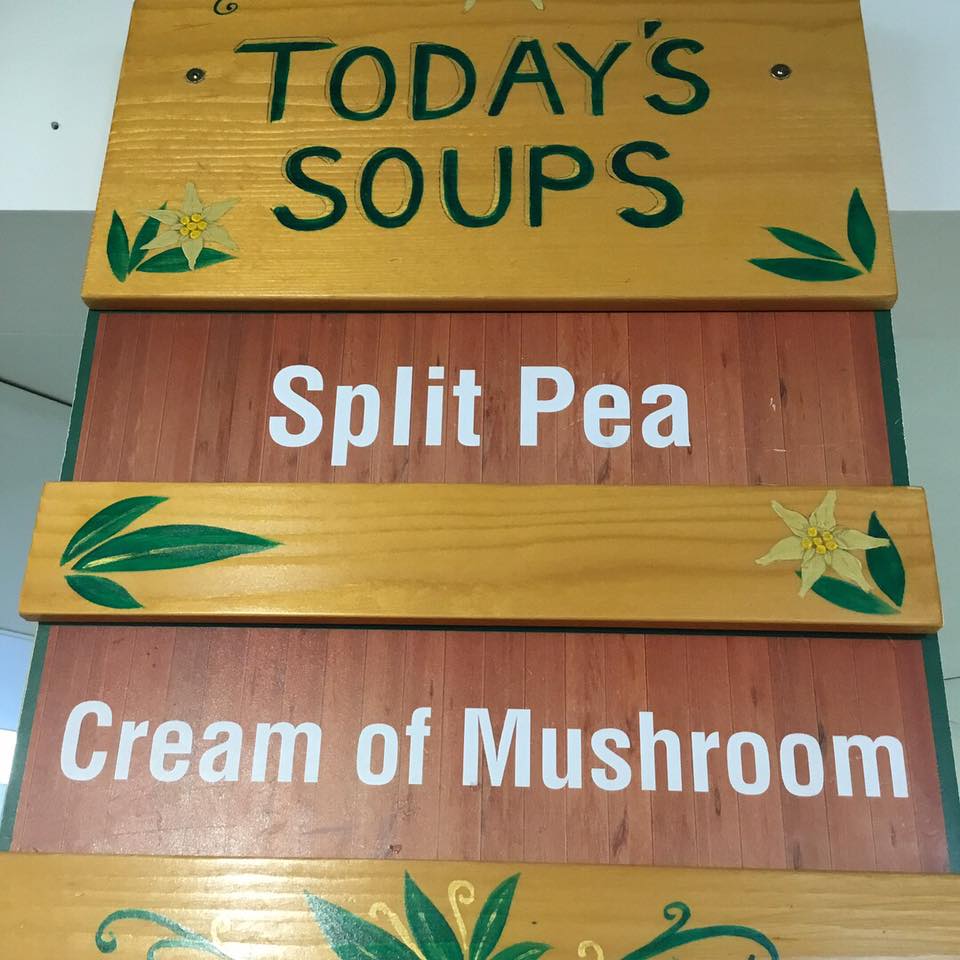 TODAY'S
SOUPS
Split Pea
Cream of Mushroom